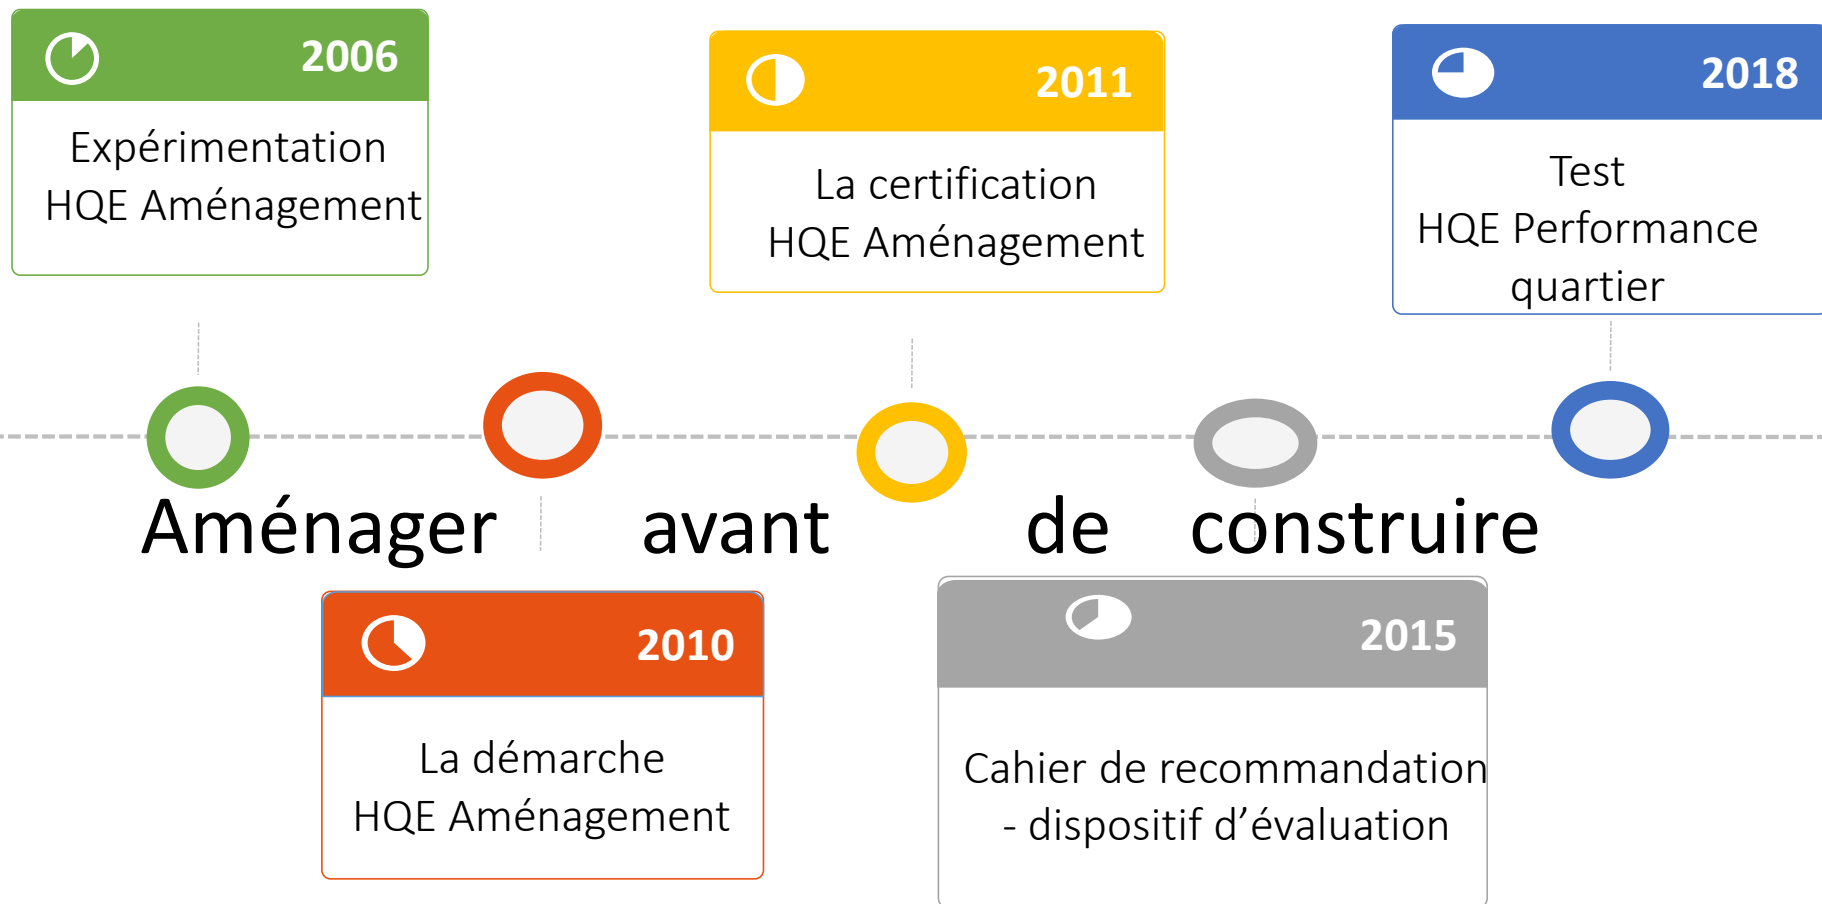 2006
Expérimentation
HQE Aménagement
2011
La certification
HQE Aménagement
2018
Test
HQE Performance
quartier
Aménager avant de construire
2010
La démarche
HQE Aménagement
2015
Cahier de recommandation
- dispositif d’évaluation